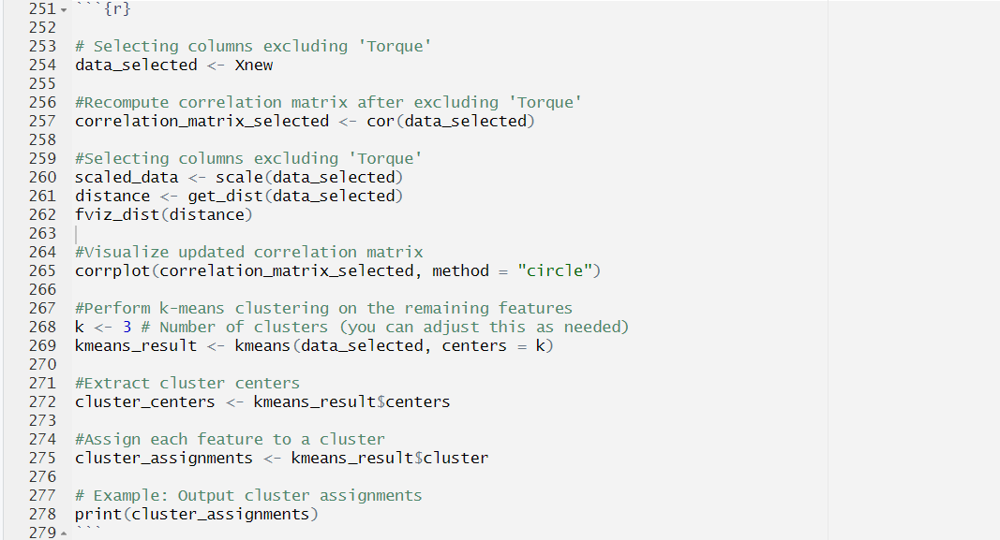 251 ```{r}
252
253 # Selecting columns excluding 'Torque'
254 data_selected <- Xnew
255
256 #Recompute correlation matrix after excluding 'Torque'
257 correlation_matrix_selected <- cor(data_selected)
258
259 #Selecting columns excluding 'Torque'
260 scaled_data <- scale(data_selected)
261 distance <- get_dist(data_selected)
262 fviz_dist(distance)
263
264 #Visualize updated correlation matrix
265 corrplot(correlation_matrix_selected, method = "circle")
266
267 #Perform k-means clustering on the remaining features
268 k <- 3 # Number of clusters (you can adjust this as needed)
269 kmeans_result <- kmeans(data_selected, centers = k)
270
271 #Extract cluster centers
272 cluster_centers <- kmeans_result$centers
273
274 #Assign each feature to a cluster
275 cluster_assignments <- kmeans_result$cluster
276
277 # Example: Output cluster assignments
278 print(cluster_assignments)
279 ```